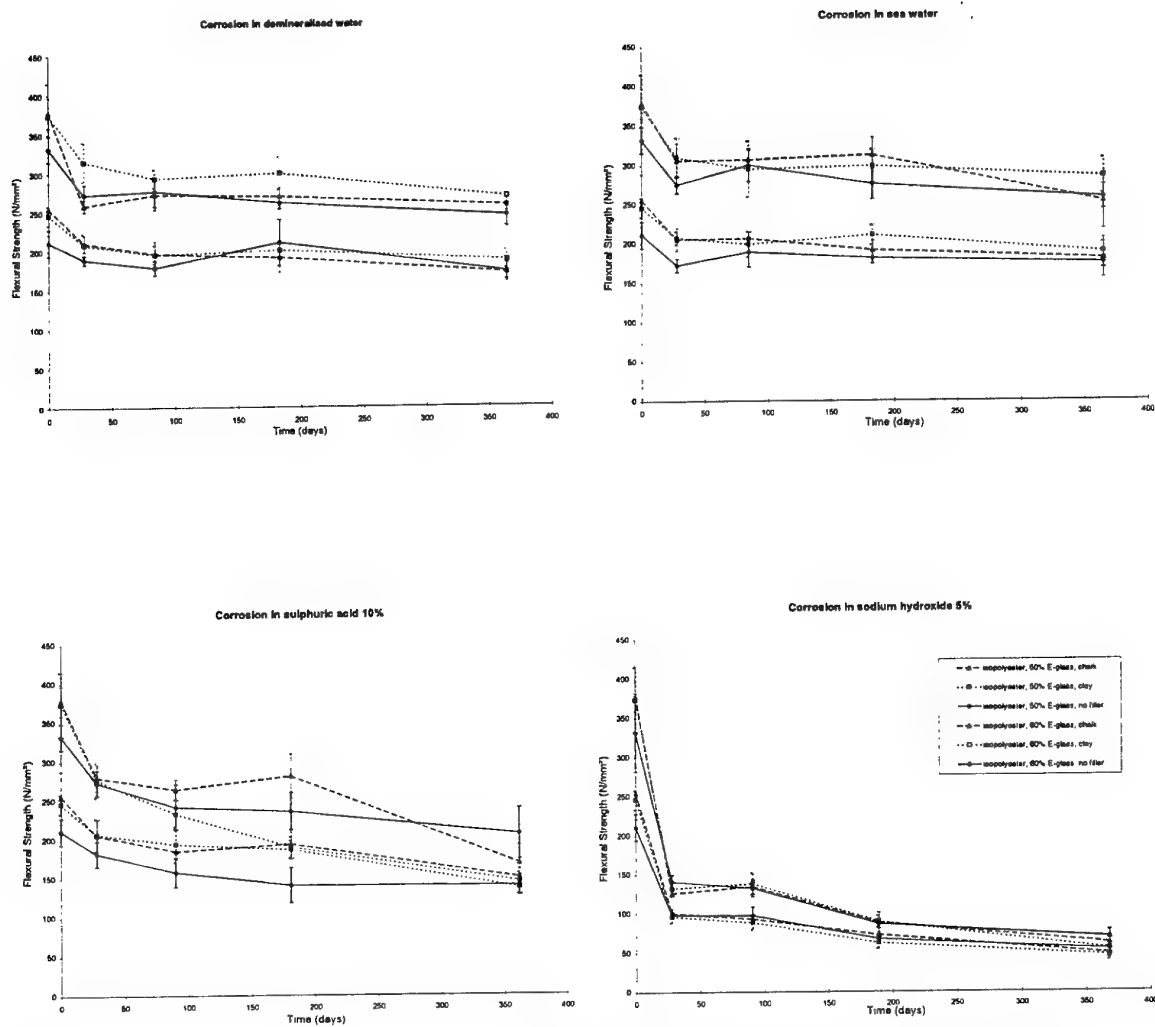 Corrosion in demineralised water
450
400
350
300
250
200
150
100
50
0
Flexural Strength (N/mm²)
0 50 100 150 200 250 300 350 400
Time (days)
Corrosion in sea water
450
400
350
300
250
200
150
100
50
0
Flexural Strength (N/mm²)
0 50 100 150 200 250 300 350 400
Time (days)
Corrosion in sulphuric acid 10%
450
400
350
300
250
200
150
100
50
0
Flexural Strength (N/mm²)
0 50 100 150 200 250 300 350 400
Time (days)
Corrosion in sodium hydroxide 5%
450
400
350
300
250
200
150
100
50
0
Flexural Strength (N/mm²)
0 50 100 150 200 250 300 350 400
Time (days)
isopolyester, 50% E-glass, chalk
isopolyester, 50% E-glass, clay
isopolyester, 50% E-glass, no filler
isopolyester, 60% E-glass, chalk
isopolyester, 60% E-glass, clay
isopolyester, 60% E-glass, no filler